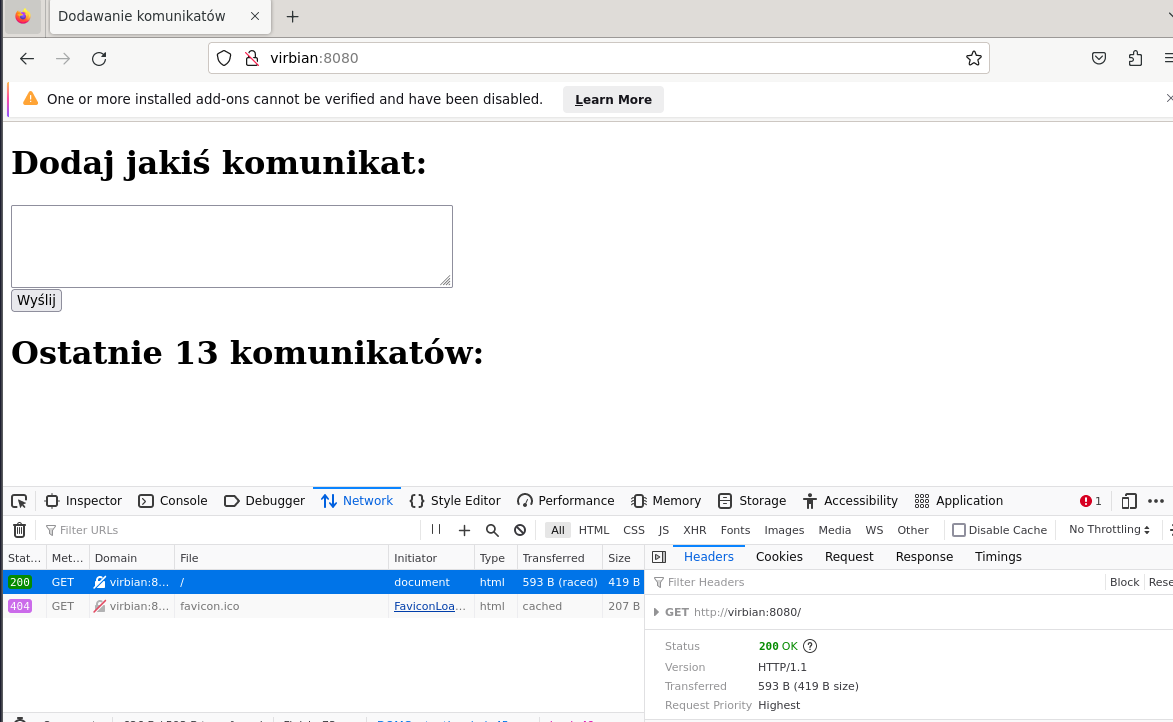 Dodawanie komunikatów
virbian:8080
One or more installed add-ons cannot be verified and have been disabled. Learn More
Dodaj jakiś komunikat:
Wyślij
Ostatnie 13 komunikatów:
Inspector Console Debugger Network Style Editor Performance Memory Storage Accessibility Application 1
Filter URLs All HTML CSS JS XHR Fonts Images Media WS Other Disable Cache No Throttling
Stat... Met... Domain File Initiator Type Transferred Size Headers Cookies Request Response Timings
200 GET virbian:8... / document html 593 B (raced) 419 B Filter Headers Block Rese
404 GET virbian:8... favicon.ico FaviconLoa... html cached 207 B
GET http://virbian:8080/
Status 200 OK
Version HTTP/1.1
Transferred 593 B (419 B size)
Request Priority Highest